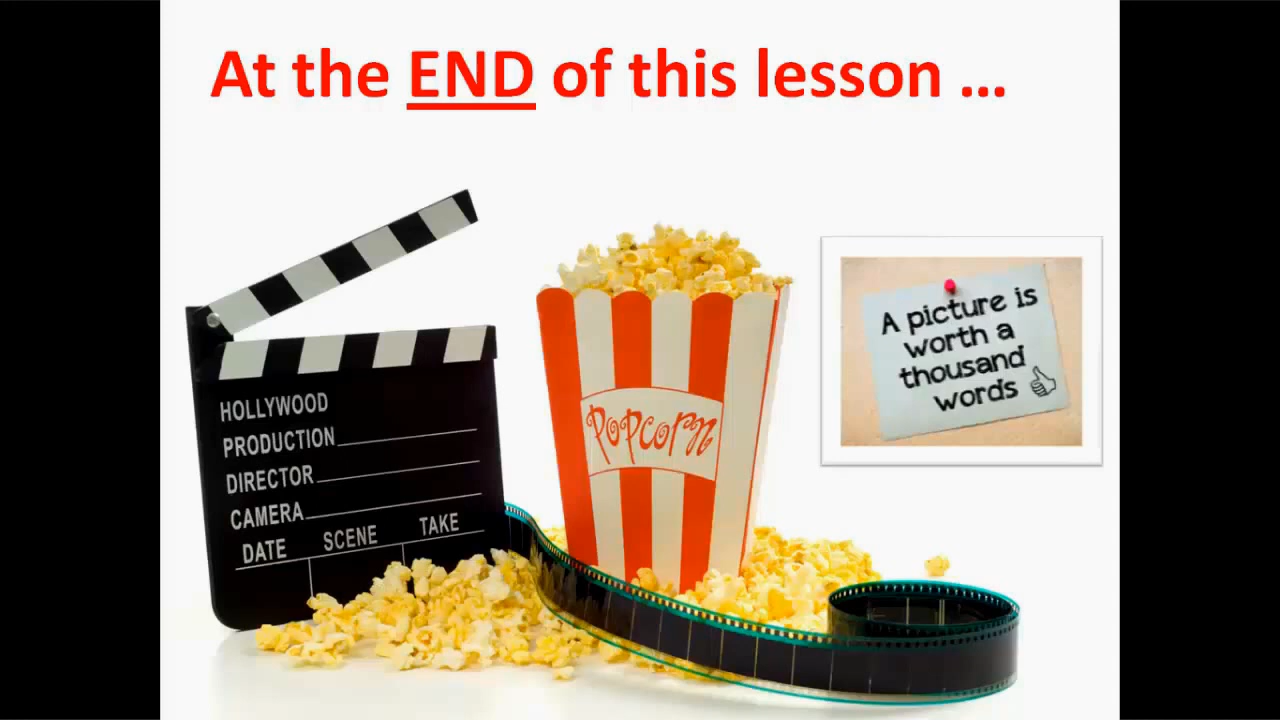 At the END of this lesson ...
HOLLYWOOD
PRODUCTION
DIRECTOR
CAMERA
DATE SCENE TAKE
Popcorn
A picture is
worth a
thousand
words